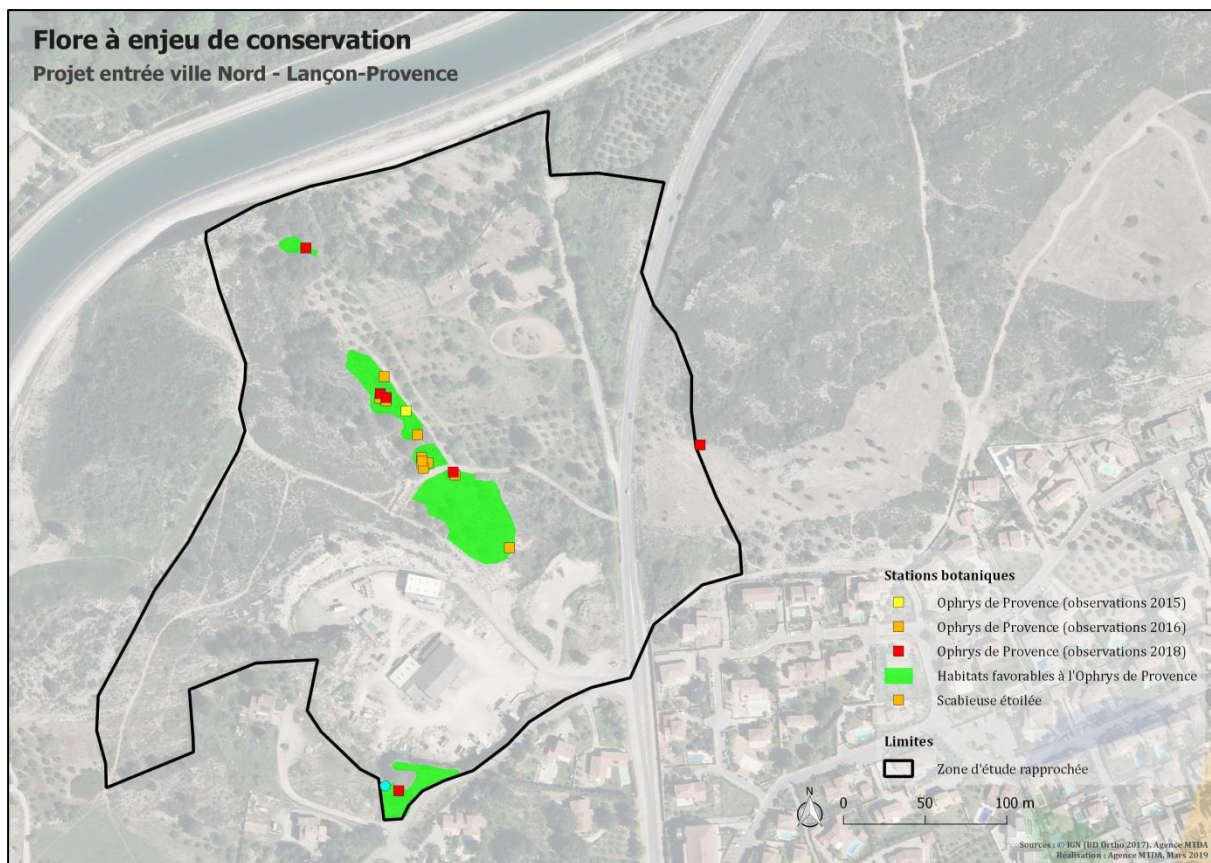 Flore à enjeu de conservation
Projet entrée ville Nord - Lançon-Provence
Stations botaniques
Ophrys de Provence (observations 2015)
Ophrys de Provence (observations 2016)
Ophrys de Provence (observations 2018)
Habitats favorables à l'Ophrys de Provence
Scabieuse étoilée
Limites
Zone d'étude rapprochée
N
0 50 100 m
Sources : © IGN (BD Ortho 2017), Agence MTDA
Réalisation : Agence MTDA, Mars 2019